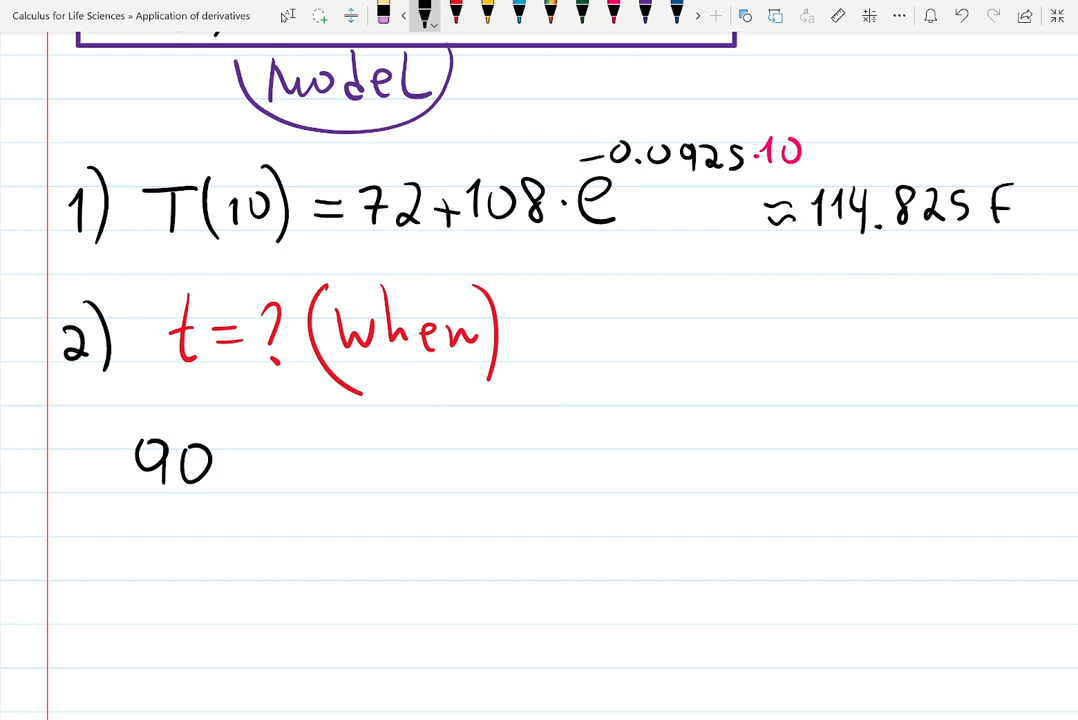 Calculus for Life Sciences » Application of derivatives
Model
1) T(10) = 72+108·e^-0.0925·10 ≈ 114.825 F
2) t=? (when)
90